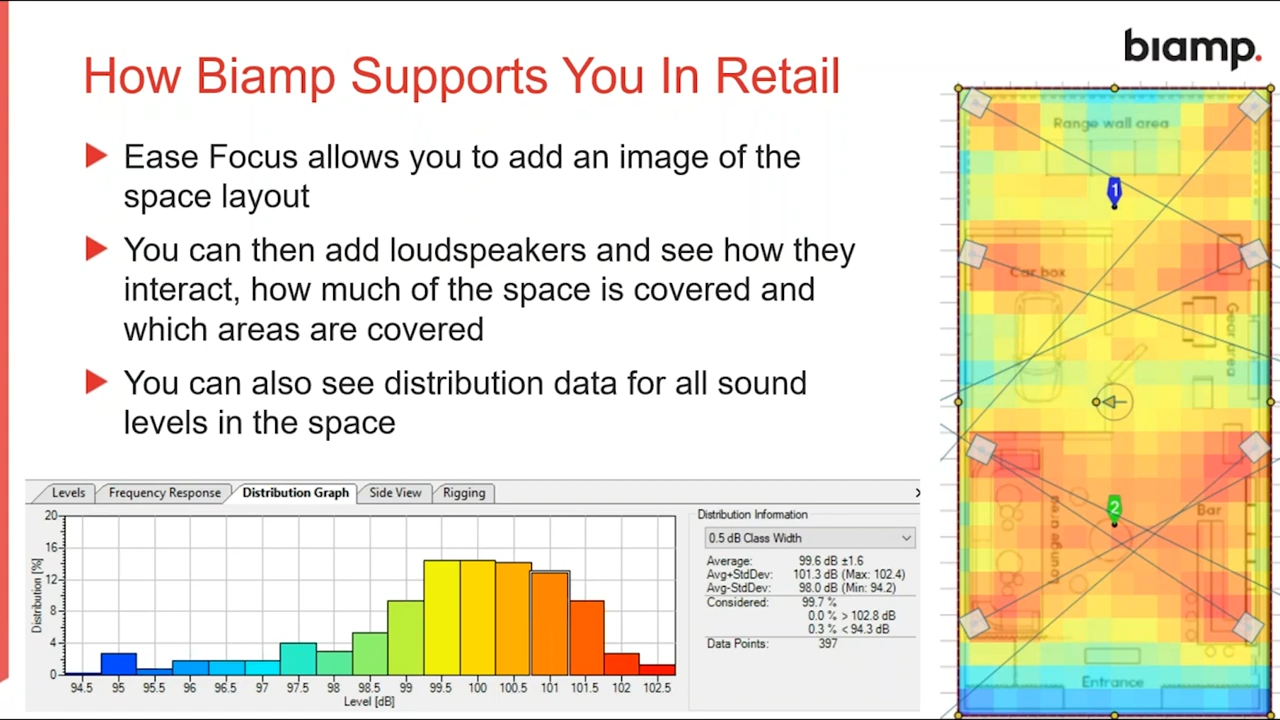 biamp.
How Biamp Supports You In Retail
Ease Focus allows you to add an image of the
space layout
You can then add loudspeakers and see how they
interact, how much of the space is covered and
which areas are covered
You can also see distribution data for all sound
levels in the space
Range wall area
1
Car box
Gear area
2
Lounge area
Bar
Entrance
Levels
Frequency Response
Distribution Graph
Side View
Rigging
Distribution [%]
20
16
12
8
4
0
94.5 95 95.5 96 96.5 97 97.5 98 98.5 99 99.5 100 100.5 101 101.5 102 102.5
Level [dB]
Distribution Information
0.5 dB Class Width
Average: 99.6 dB ±1.6
Avg+StdDev: 101.3 dB (Max: 102.4)
Avg-StdDev: 98.0 dB (Min: 94.2)
Considered: 99.7 %
0.0 % > 102.8 dB
0.3 % < 94.3 dB
Data Points: 397